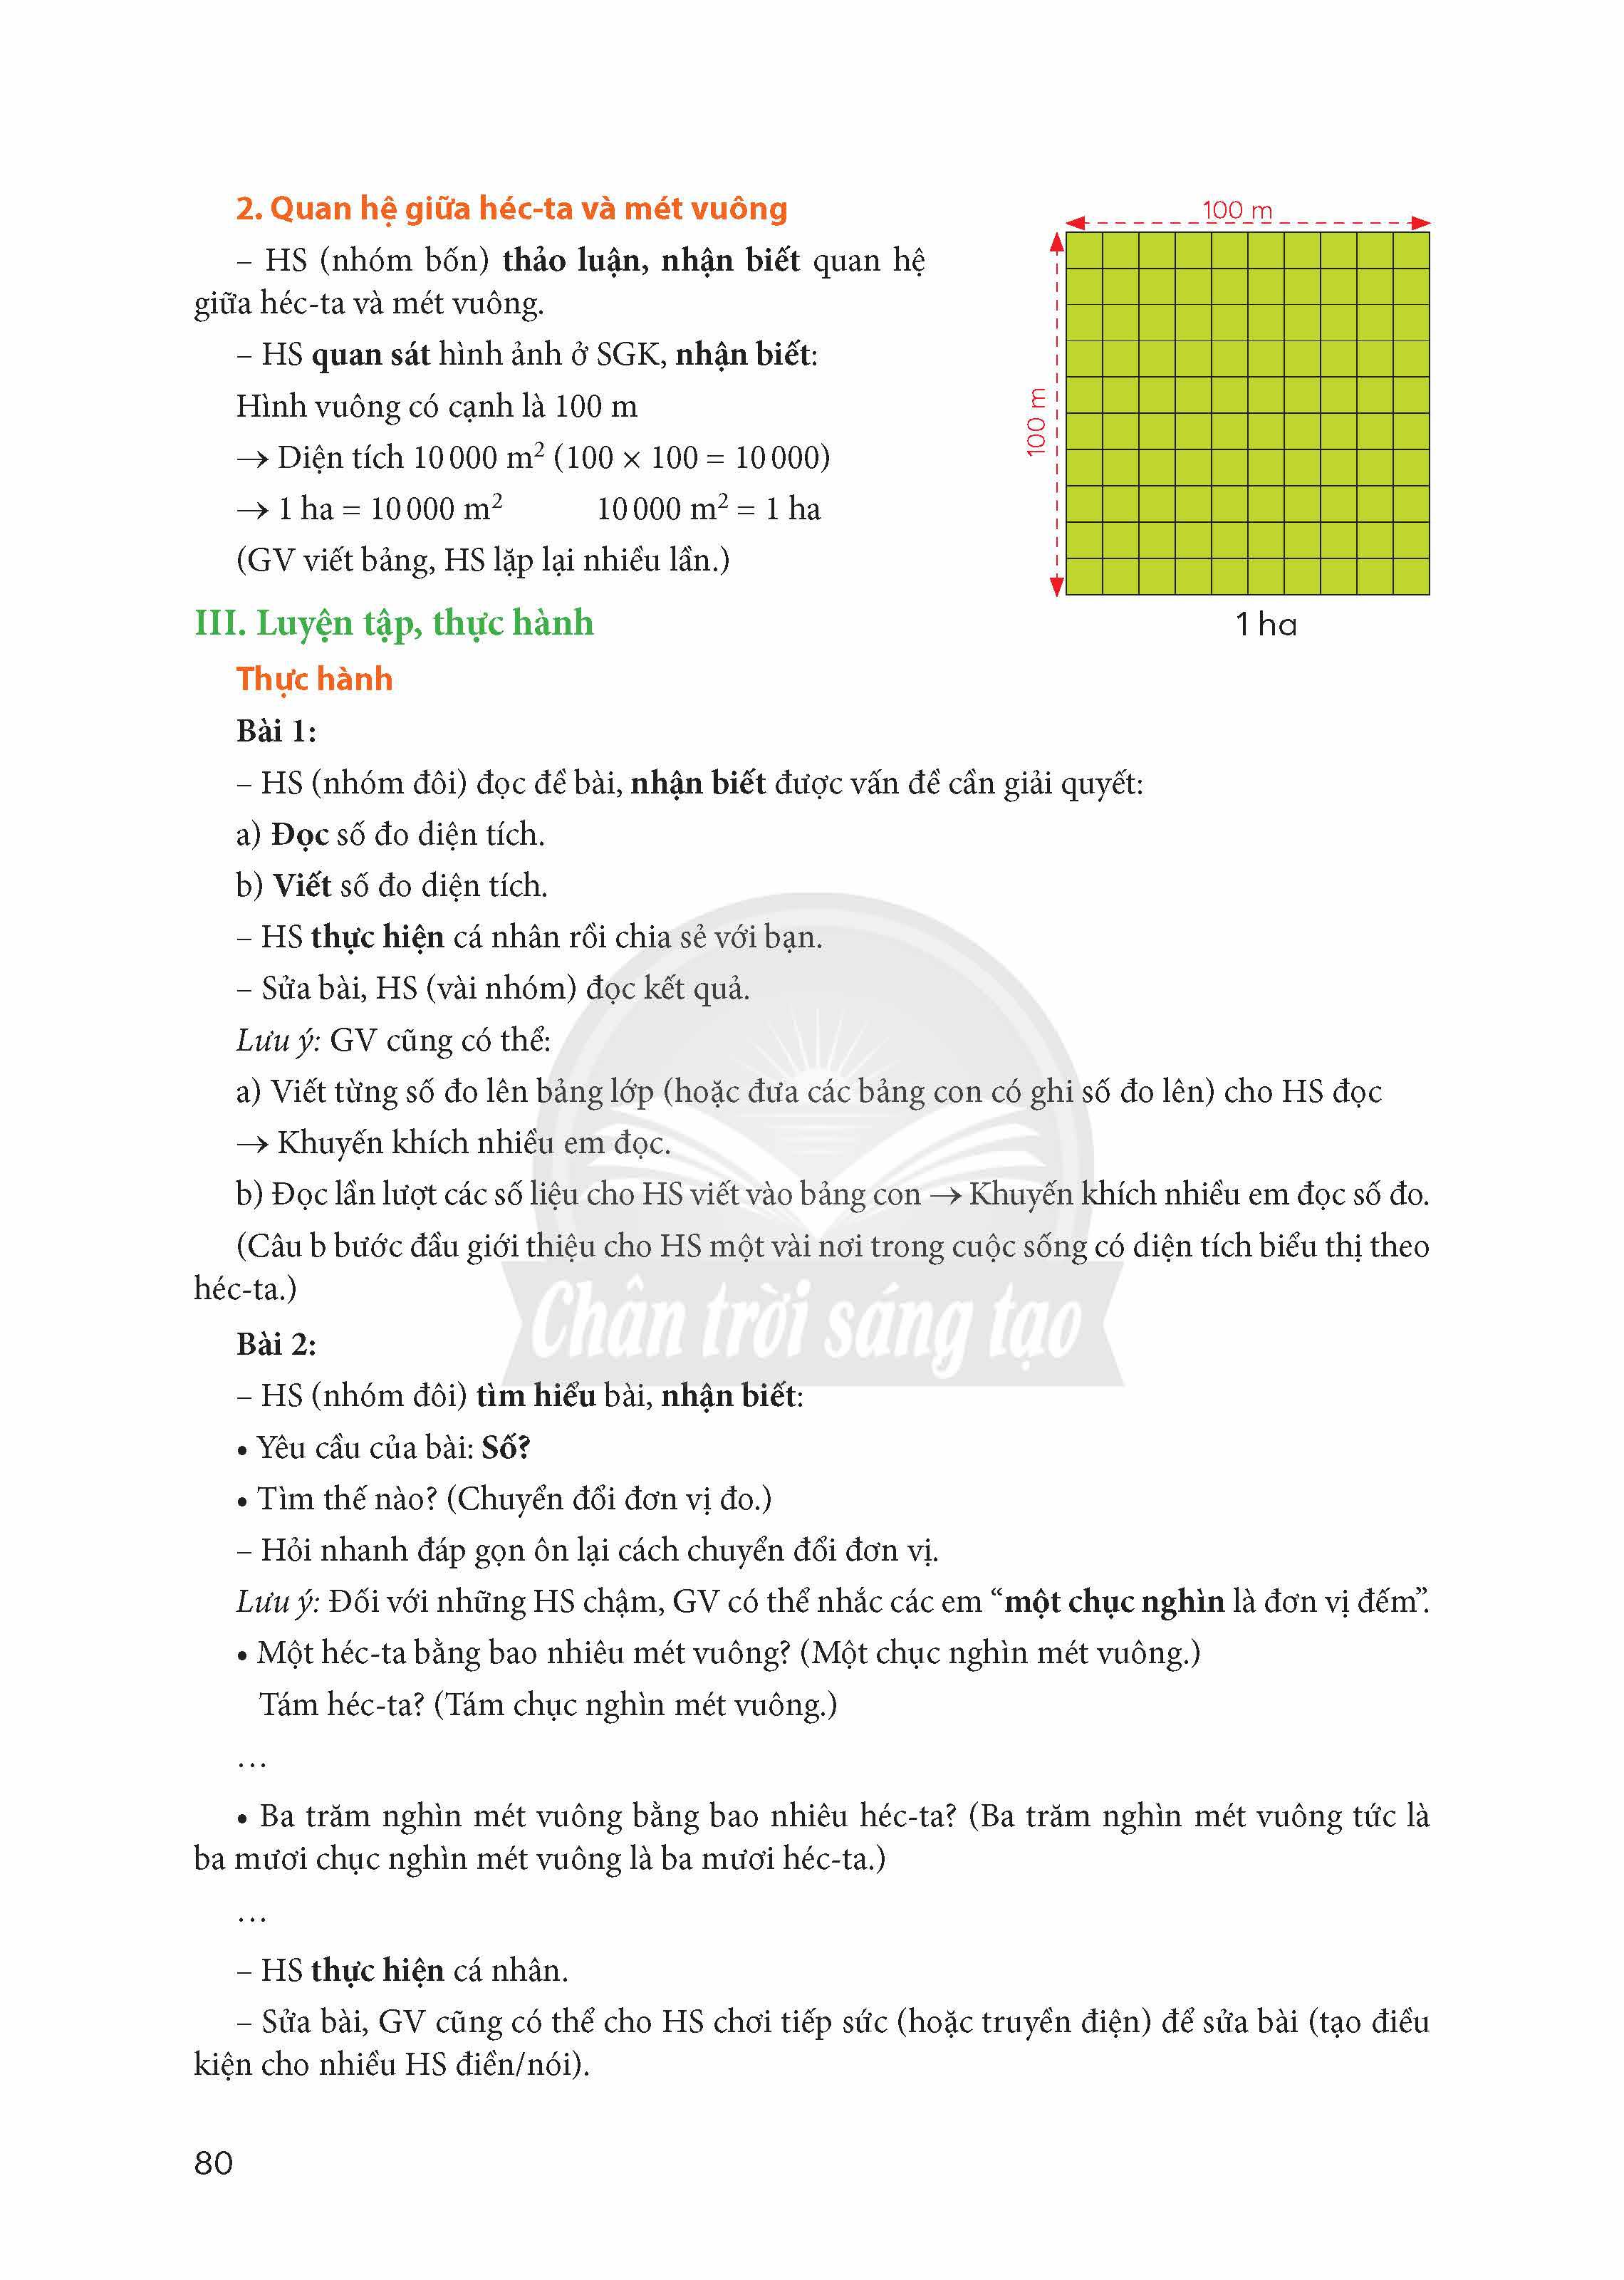 2. Quan hệ giữa héc-ta và mét vuông
– HS (nhóm bốn) thảo luận, nhận biết quan hệ
giữa héc-ta và mét vuông.
– HS quan sát hình ảnh ở SGK, nhận biết:
Hình vuông có cạnh là 100 m
→ Diện tích 10 000 m² (100 × 100 = 10 000)
→ 1 ha = 10 000 m² 10 000 m² = 1 ha
(GV viết bảng, HS lặp lại nhiều lần.)
100 m
100 m
1 ha
III. Luyện tập, thực hành
Thực hành
Bài 1:
– HS (nhóm đôi) đọc đề bài, nhận biết được vấn đề cần giải quyết:
a) Đọc số đo diện tích.
b) Viết số đo diện tích.
– HS thực hiện cá nhân rồi chia sẻ với bạn.
– Sửa bài, HS (vài nhóm) đọc kết quả.
Lưu ý: GV cũng có thể:
a) Viết từng số đo lên bảng lớp (hoặc đưa các bảng con có ghi số đo lên) cho HS đọc
→ Khuyến khích nhiều em đọc.
b) Đọc lần lượt các số liệu cho HS viết vào bảng con → Khuyến khích nhiều em đọc số đo.
(Câu b bước đầu giới thiệu cho HS một vài nơi trong cuộc sống có diện tích biểu thị theo
héc-ta.)
Chân trời sáng tạo
Bài 2:
– HS (nhóm đôi) tìm hiểu bài, nhận biết:
• Yêu cầu của bài: Số?
• Tìm thế nào? (Chuyển đổi đơn vị đo.)
– Hỏi nhanh đáp gọn ôn lại cách chuyển đổi đơn vị.
Lưu ý: Đối với những HS chậm, GV có thể nhắc các em “một chục nghìn là đơn vị đếm”.
• Một héc-ta bằng bao nhiêu mét vuông? (Một chục nghìn mét vuông.)
Tám héc-ta? (Tám chục nghìn mét vuông.)
…
• Ba trăm nghìn mét vuông bằng bao nhiêu héc-ta? (Ba trăm nghìn mét vuông tức là
ba mươi chục nghìn mét vuông là ba mươi héc-ta.)
…
– HS thực hiện cá nhân.
– Sửa bài, GV cũng có thể cho HS chơi tiếp sức (hoặc truyền điện) để sửa bài (tạo điều
kiện cho nhiều HS điền/nói).
80